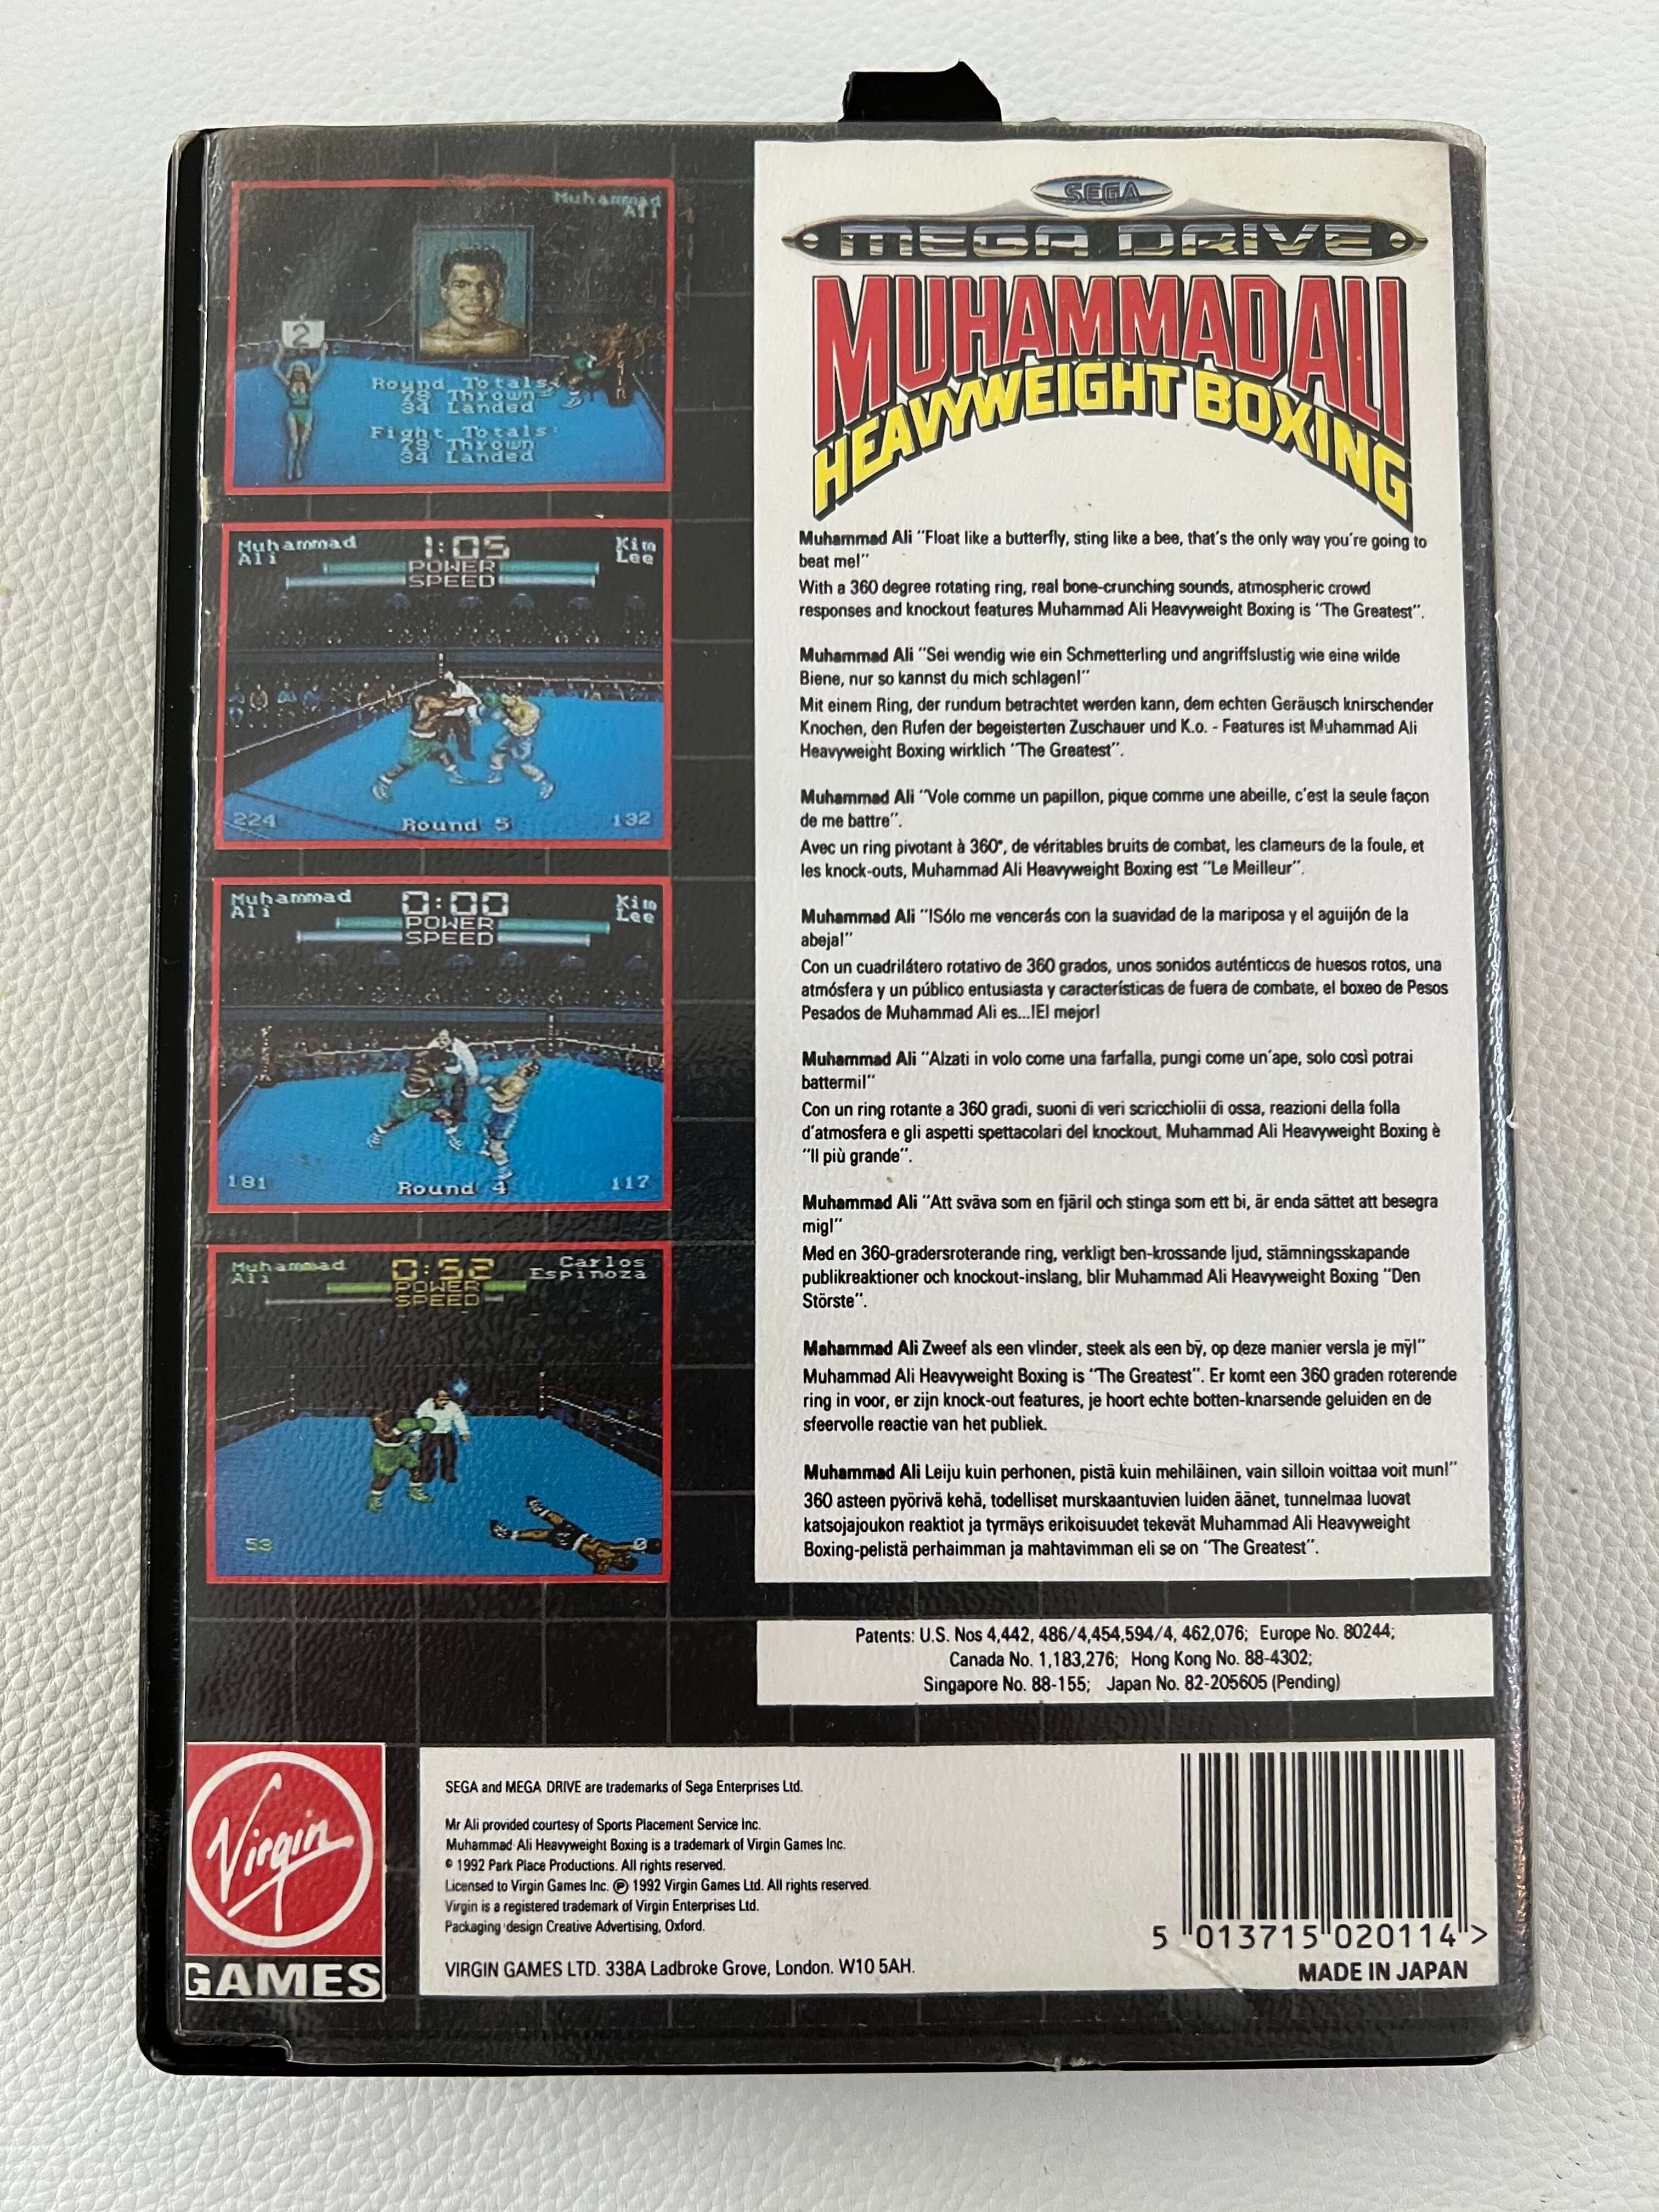 Muhammad
Ali
2
Round Totals
78 Thrown
34 Landed
Fight Totals
78 Thrown
34 Landed
Muhammad
Ali
1:05
Kim
Lee
POWER
SPEED
224
Round 5
132
Muhammad
Ali
0:00
Kim
Lee
POWER
SPEED
181
Round 4
117
Muhammad
Ali
0:52
Carlos
Espinoza
POWER
SPEED
53
0
SEGA
MEGA DRIVE
MUHAMMAD ALI
HEAVYWEIGHT BOXING
Muhammad Ali "Float like a butterfly, sting like a bee, that's the only way you're going to
beat me!"
With a 360 degree rotating ring, real bone-crunching sounds, atmospheric crowd
responses and knockout features Muhammad Ali Heavyweight Boxing is "The Greatest".
Muhammad Ali "Sei wendig wie ein Schmetterling und angriffslustig wie eine wilde
Biene, nur so kannst du mich schlagen!"
Mit einem Ring, der rundum betrachtet werden kann, dem echten Geräusch knirschender
Knochen, den Rufen der begeisterten Zuschauer und K.o. - Features ist Muhammad Ali
Heavyweight Boxing wirklich "The Greatest".
Muhammad Ali "Vole comme un papillon, pique comme une abeille, c'est la seule façon
de me battre".
Avec un ring pivotant à 360°, de véritables bruits de combat, les clameurs de la foule, et
les knock-outs, Muhammad Ali Heavyweight Boxing est "Le Meilleur".
Muhammad Ali "ISólo me vencerás con la suavidad de la mariposa y el aguijón de la
abeja!"
Con un cuadrilátero rotativo de 360 grados, unos sonidos auténticos de huesos rotos, una
atmósfera y un público entusiasta y características de fuera de combate, el boxeo de Pesos
Pesados de Muhammad Ali es...IEl mejor!
Muhammad Ali "Alzati in volo come una farfalla, pungi come un'ape, solo così potrai
battermi!"
Con un ring rotante a 360 gradi, suoni di veri scricchiolii di ossa, reazioni della folla
d'atmosfera e gli aspetti spettacolari del knockout, Muhammad Ali Heavyweight Boxing è
"Il più grande".
Muhammad Ali "Att sväva som en fjäril och stinga som ett bi, är enda sättet att besegra
mig!"
Med en 360-gradersroterande ring, verkligt ben-krossande ljud, stämningsskapande
publikreaktioner och knockout-inslang, blir Muhammad Ali Heavyweight Boxing "Den
Störste".
Mahammad Ali Zweef als een vlinder, steek als een bÿ, op deze manier versla je mÿ!"
Muhammad Ali Heavyweight Boxing is "The Greatest". Er komt een 360 graden roterende
ring in voor, er zijn knock-out features, je hoort echte botten-knarsende geluiden en de
sfeervolle reactie van het publiek.
Muhammad Ali Leiju kuin perhonen, pistä kuin mehiläinen, vain silloin voittaa voit mun!"
360 asteen pyörivä kehä, todelliset murskaantuvien luiden äänet, tunnelmaa luovat
katsojajoukon reaktiot ja tyrmäys erikoisuudet tekevät Muhammad Ali Heavyweight
Boxing-pelistä perhaimman ja mahtavimman eli se on "The Greatest".
Patents: U.S. Nos 4,442, 486/4,454,594/4, 462,076; Europe No. 80244;
Canada No. 1,183,276; Hong Kong No. 88-4302;
Singapore No. 88-155; Japan No. 82-205605 (Pending)
Virgin
GAMES
SEGA and MEGA DRIVE are trademarks of Sega Enterprises Ltd.
Mr Ali provided courtesy of Sports Placement Service Inc.
Muhammad Ali Heavyweight Boxing is a trademark of Virgin Games Inc.
© 1992 Park Place Productions. All rights reserved.
Licensed to Virgin Games Inc. ℗ 1992 Virgin Games Ltd. All rights reserved.
Virgin is a registered trademark of Virgin Enterprises Ltd.
Packaging design Creative Advertising, Oxford.
VIRGIN GAMES LTD. 338A Ladbroke Grove, London. W10 5AH.
5 013715 020114 >
MADE IN JAPAN